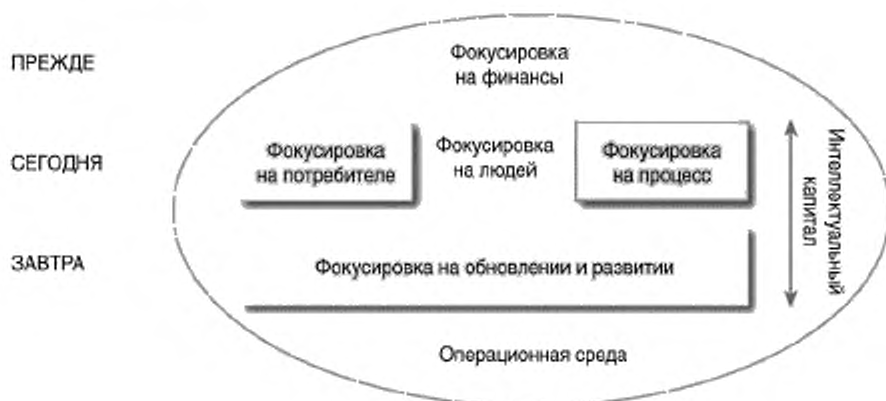 ПРЕЖДЕ
Фокусировка
на финансы
СЕГОДНЯ
Фокусировка
на потребителе
Фокусировка
на людей
Фокусировка
на процесс
Интеллектуальный
капитал
ЗАВТРА
Фокусировка на обновлении и развитии
Операционная среда